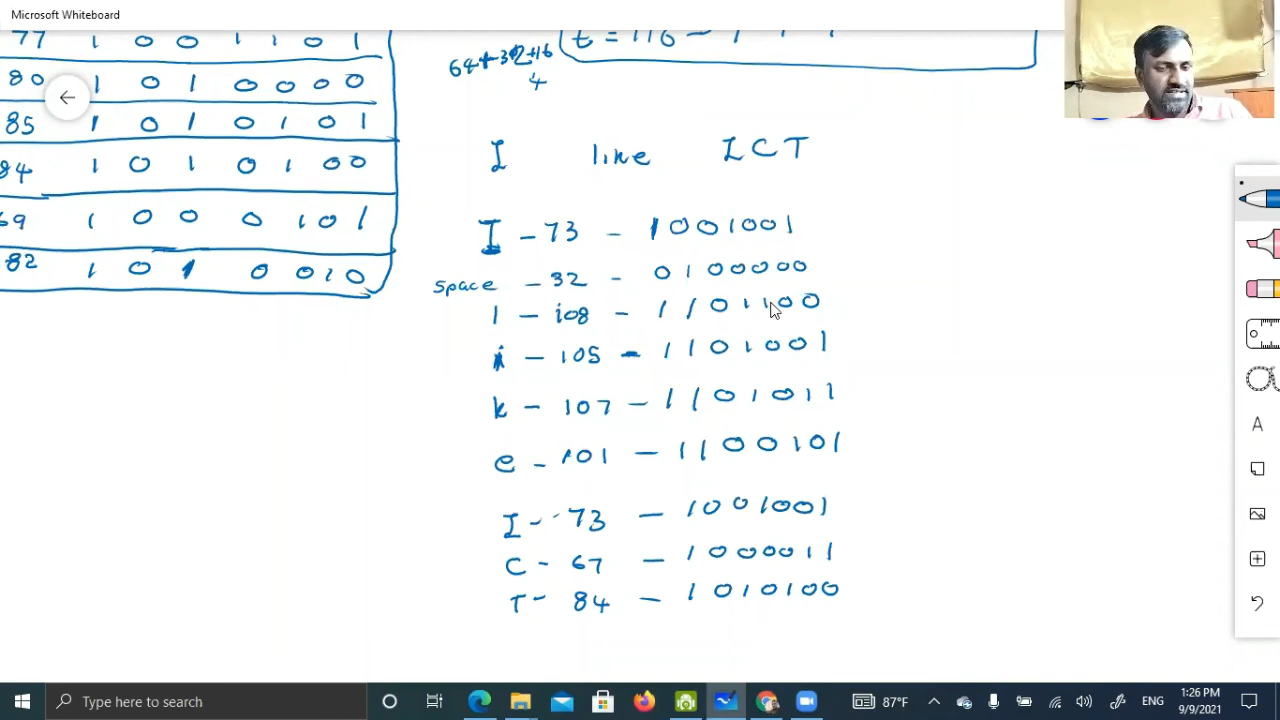 Microsoft Whiteboard
77 1 0 0 1 1 0 1
80 1 0 1 0 0 0 0
85 1 0 1 0 1 0 1
84 1 0 1 0 1 0 0
69 1 0 0 0 1 0 1
82 1 0 1 0 0 1 0
t = 116 - 1 1 1
64+32+16
4
I like ICT
I - 73 - 1001001
space - 32 - 0100000
l - 108 - 1101100
i - 105 - 1101001
k - 107 - 1101011
e - 101 - 1100101
I - 73 - 1001001
C - 67 - 1000011
T - 84 - 1010100
A
Type here to search
87°F
ENG
1:26 PM
9/9/2021